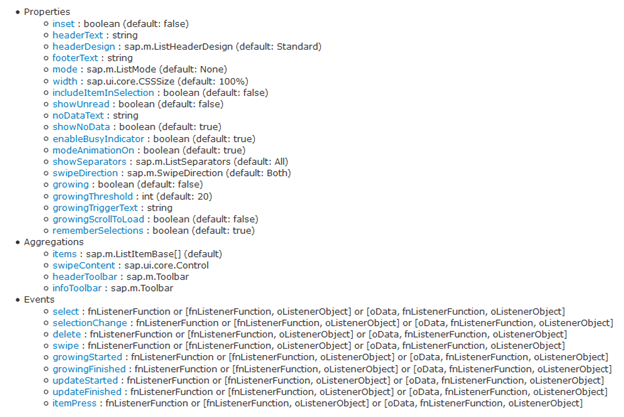 Properties
inset : boolean (default: false)
headerText : string
headerDesign : sap.m.ListHeaderDesign (default: Standard)
footerText : string
mode : sap.m.ListMode (default: None)
width : sap.ui.core.CSSSize (default: 100%)
includeItemInSelection : boolean (default: false)
showUnread : boolean (default: false)
noDataText : string
showNoData : boolean (default: true)
enableBusyIndicator : boolean (default: true)
modeAnimationOn : boolean (default: true)
showSeparators : sap.m.ListSeparators (default: All)
swipeDirection : sap.m.SwipeDirection (default: Both)
growing : boolean (default: false)
growingThreshold : int (default: 20)
growingTriggerText : string
growingScrollToLoad : boolean (default: false)
rememberSelections : boolean (default: true)
Aggregations
items : sap.m.ListItemBase[] (default)
swipeContent : sap.ui.core.Control
headerToolbar : sap.m.Toolbar
infoToolbar : sap.m.Toolbar
Events
select : fnListenerFunction or [fnListenerFunction, oListenerObject] or [oData, fnListenerFunction, oListenerObject]
selectionChange : fnListenerFunction or [fnListenerFunction, oListenerObject] or [oData, fnListenerFunction, oListenerObject]
delete : fnListenerFunction or [fnListenerFunction, oListenerObject] or [oData, fnListenerFunction, oListenerObject]
swipe : fnListenerFunction or [fnListenerFunction, oListenerObject] or [oData, fnListenerFunction, oListenerObject]
growingStarted : fnListenerFunction or [fnListenerFunction, oListenerObject] or [oData, fnListenerFunction, oListenerObject]
growingFinished : fnListenerFunction or [fnListenerFunction, oListenerObject] or [oData, fnListenerFunction, oListenerObject]
updateStarted : fnListenerFunction or [fnListenerFunction, oListenerObject] or [oData, fnListenerFunction, oListenerObject]
updateFinished : fnListenerFunction or [fnListenerFunction, oListenerObject] or [oData, fnListenerFunction, oListenerObject]
itemPress : fnListenerFunction or [fnListenerFunction, oListenerObject] or [oData, fnListenerFunction, oListenerObject]